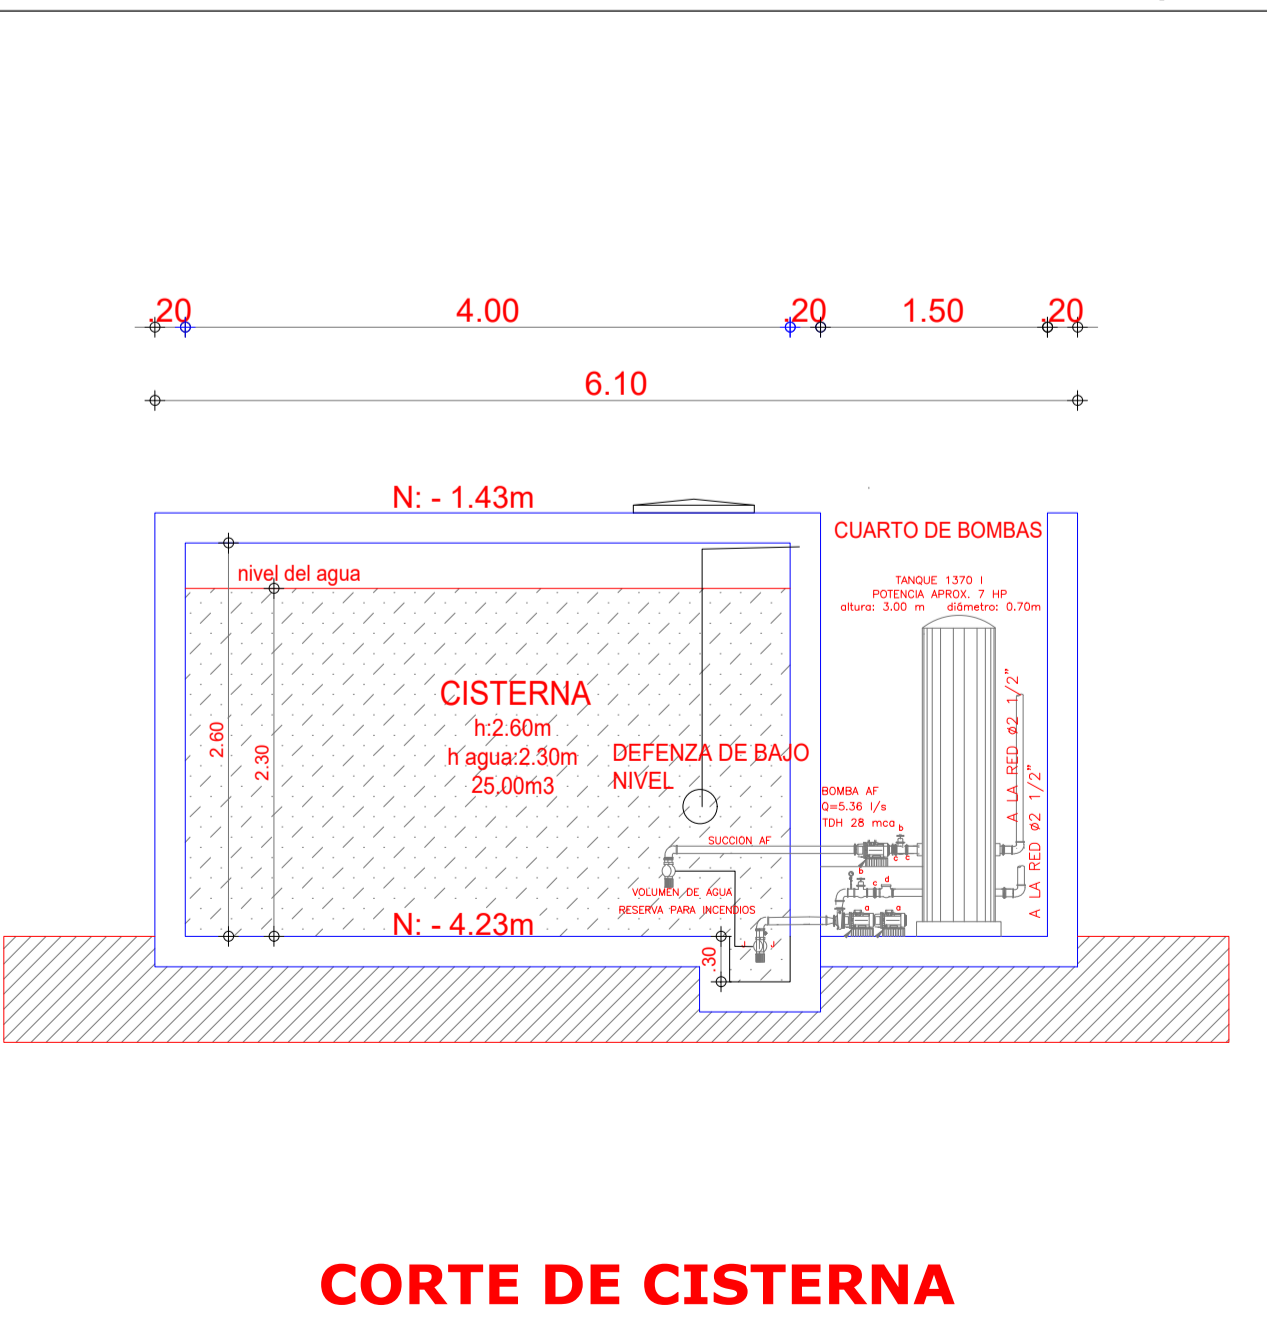 .20
4.00
.20
1.50
.20
6.10
N: - 1.43m
CUARTO DE BOMBAS
nivel del agua
TANQUE 1370 l
POTENCIA APROX. 7 HP
altura: 3.00 m diámetro: 0.70m
CISTERNA
h:2.60m
h agua:2.30m
25.00m3
2.60
2.30
DEFENZA DE BAJO
NIVEL
A LA RED ø2 1/2"
A LA RED ø2 1/2"
BOMBA AF
Q=5.36 l/s
TDH 28 mca
b
c c
SUCCION AF
b
c d
VOLUMEN DE AGUA
RESERVA PARA INCENDIOS
a a
N: - 4.23m
.30
CORTE DE CISTERNA